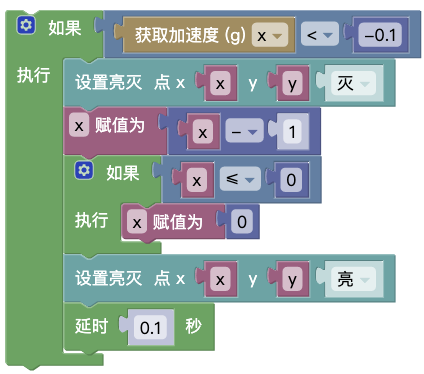 如果 获取加速度 (g) x < −0.1
执行
设置亮灭 点 x x y y 灭
x 赋值为 x − 1
如果 x ≤ 0
执行 x 赋值为 0
设置亮灭 点 x x y y 亮
延时 0.1 秒